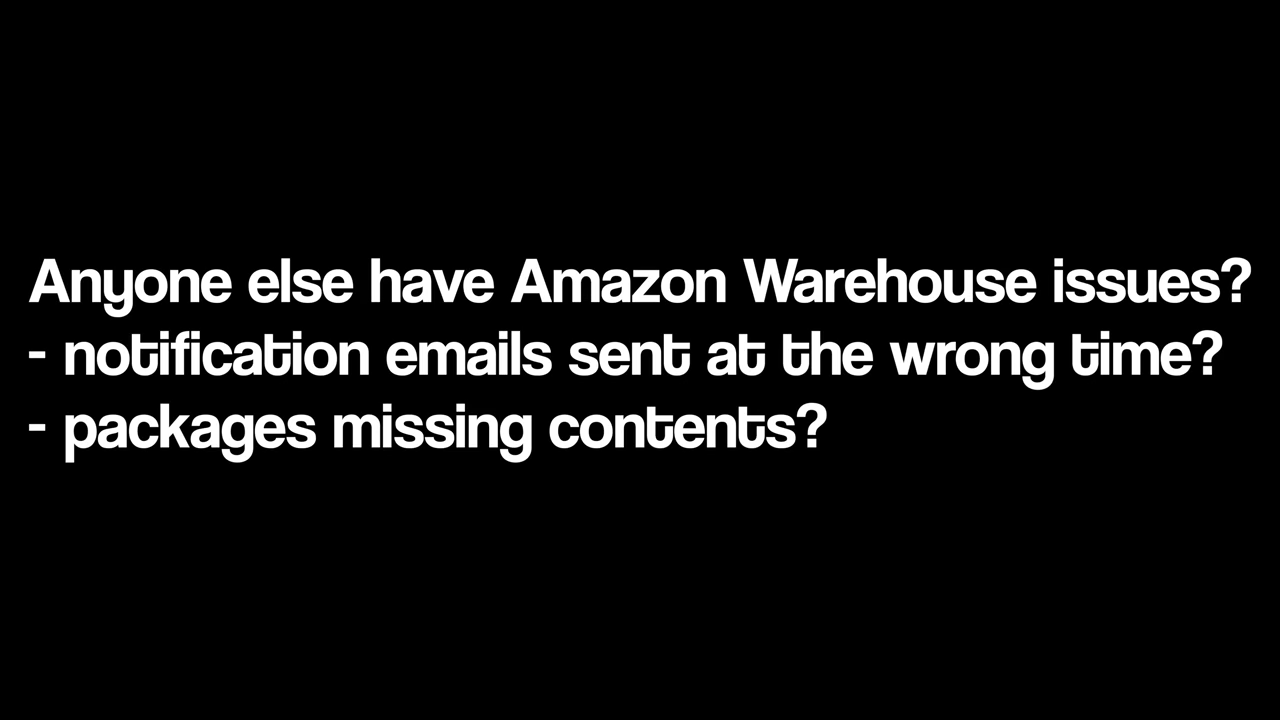 Anyone else have Amazon Warehouse issues?
- notification emails sent at the wrong time?
- packages missing contents?